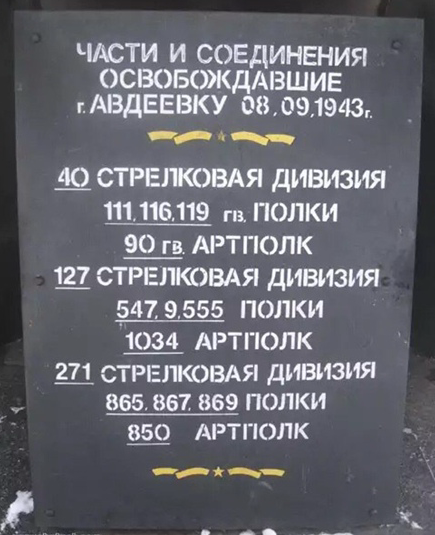 ЧАСТИ И СОЕДИНЕНИЯ
ОСВОБОЖДАВШИЕ
г. АВДЕЕВКУ 08.09.1943г.
40 СТРЕЛКОВАЯ ДИВИЗИЯ
111,116,119 гв. ПОЛКИ
90 гв. АРТПОЛК
127 СТРЕЛКОВАЯ ДИВИЗИЯ
547, 9, 555 ПОЛКИ
1034 АРТПОЛК
271 СТРЕЛКОВАЯ ДИВИЗИЯ
865, 867, 869 ПОЛКИ
850 АРТПОЛК